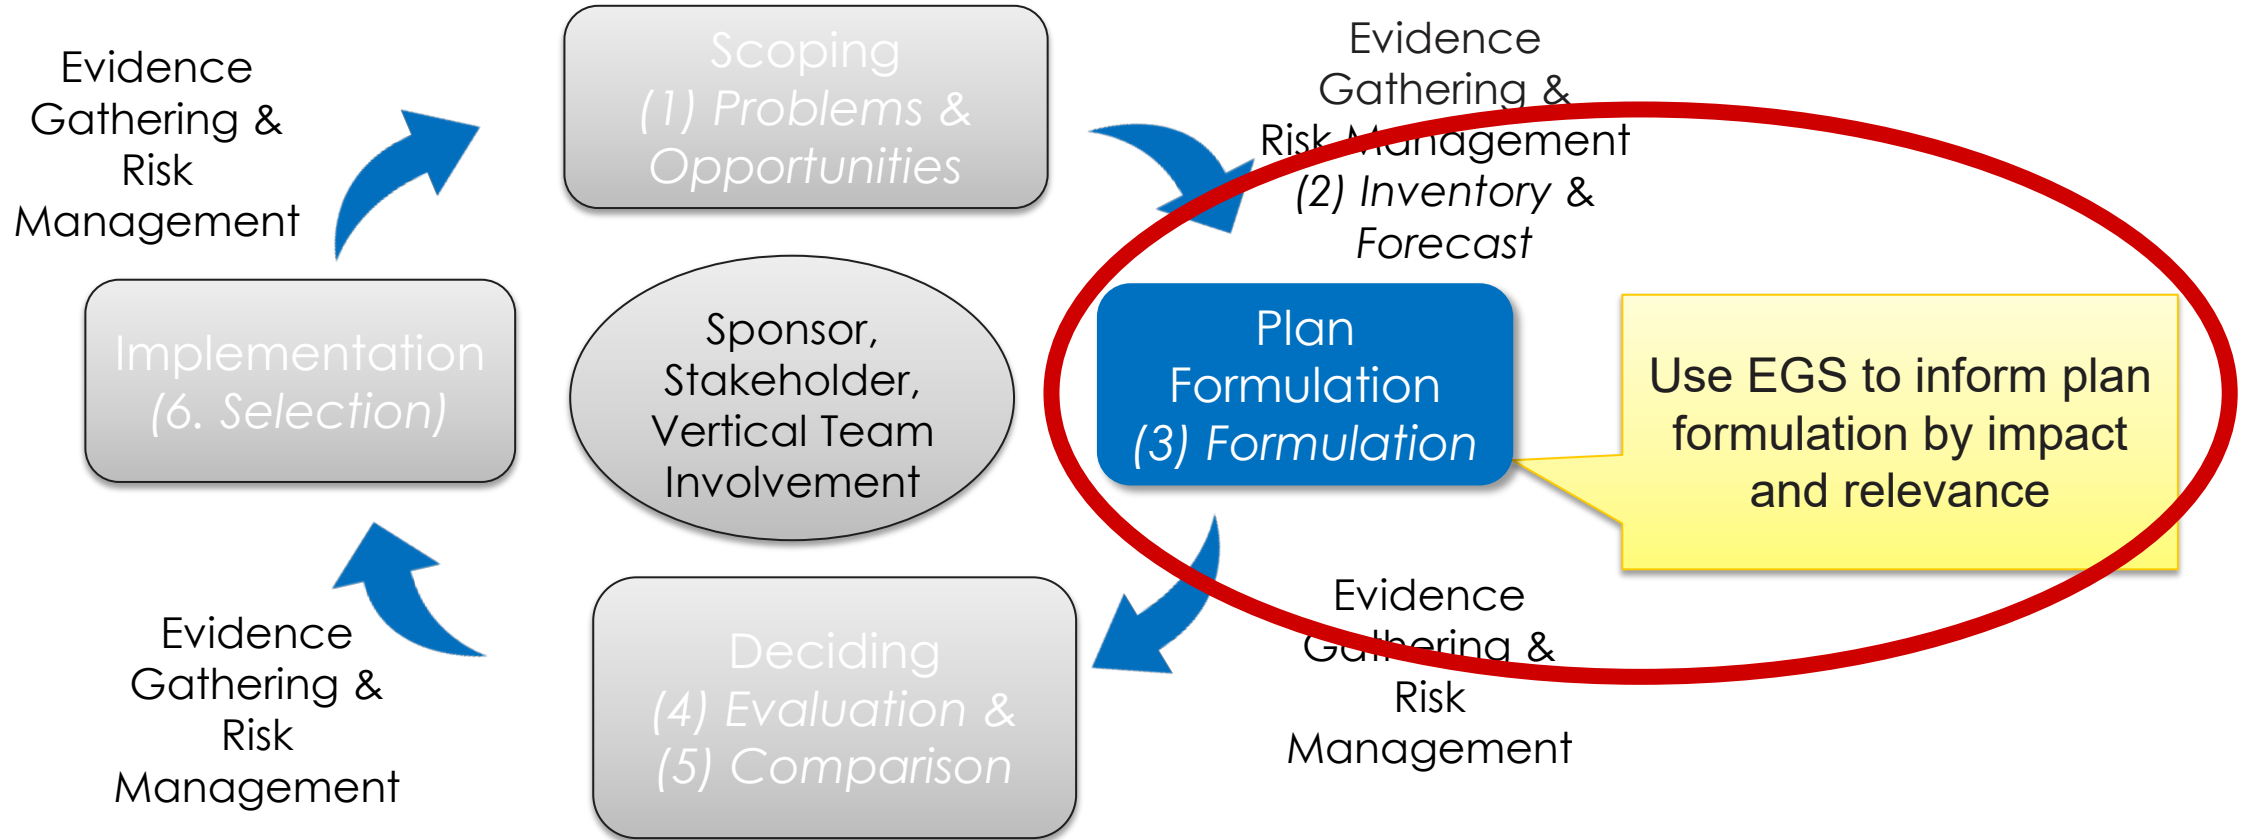 Evidence
Gathering &
Risk
Management
Scoping
(1) Problems &
Opportunities
Evidence
Gathering &
Risk Management
(2) Inventory &
Forecast
Implementation
(6. Selection)
Sponsor,
Stakeholder,
Vertical Team
Involvement
Plan
Formulation
(3) Formulation
Use EGS to inform plan
formulation by impact
and relevance
Evidence
Gathering &
Risk
Management
Deciding
(4) Evaluation &
(5) Comparison
Evidence
Gathering &
Risk
Management